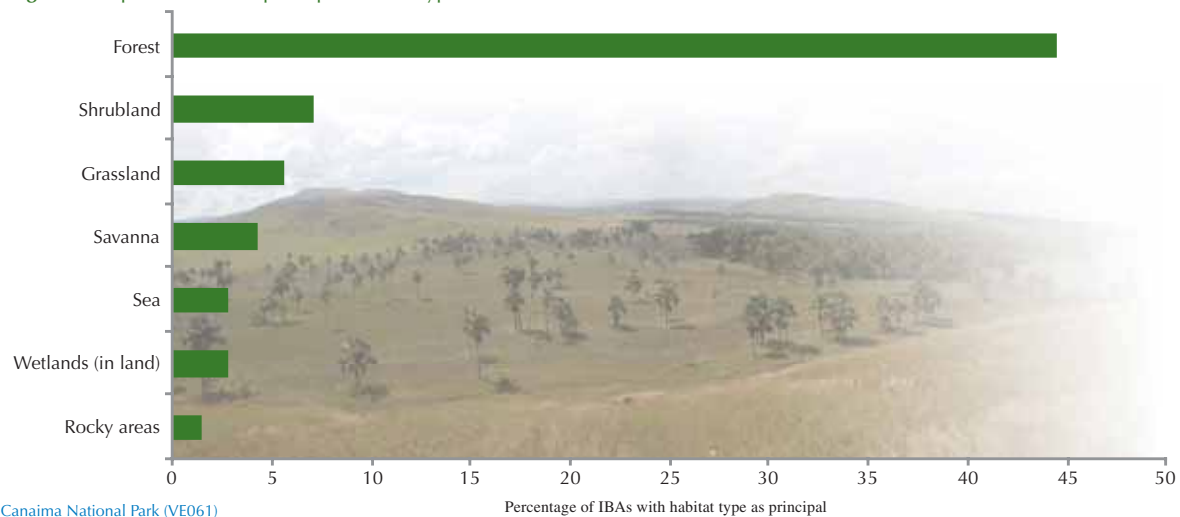 Forest
Shrubland
Grassland
Savanna
Sea
Wetlands (in land)
Rocky areas
0 5 10 15 20 25 30 35 40 45 50
Percentage of IBAs with habitat type as principal
Canaima National Park (VE061)